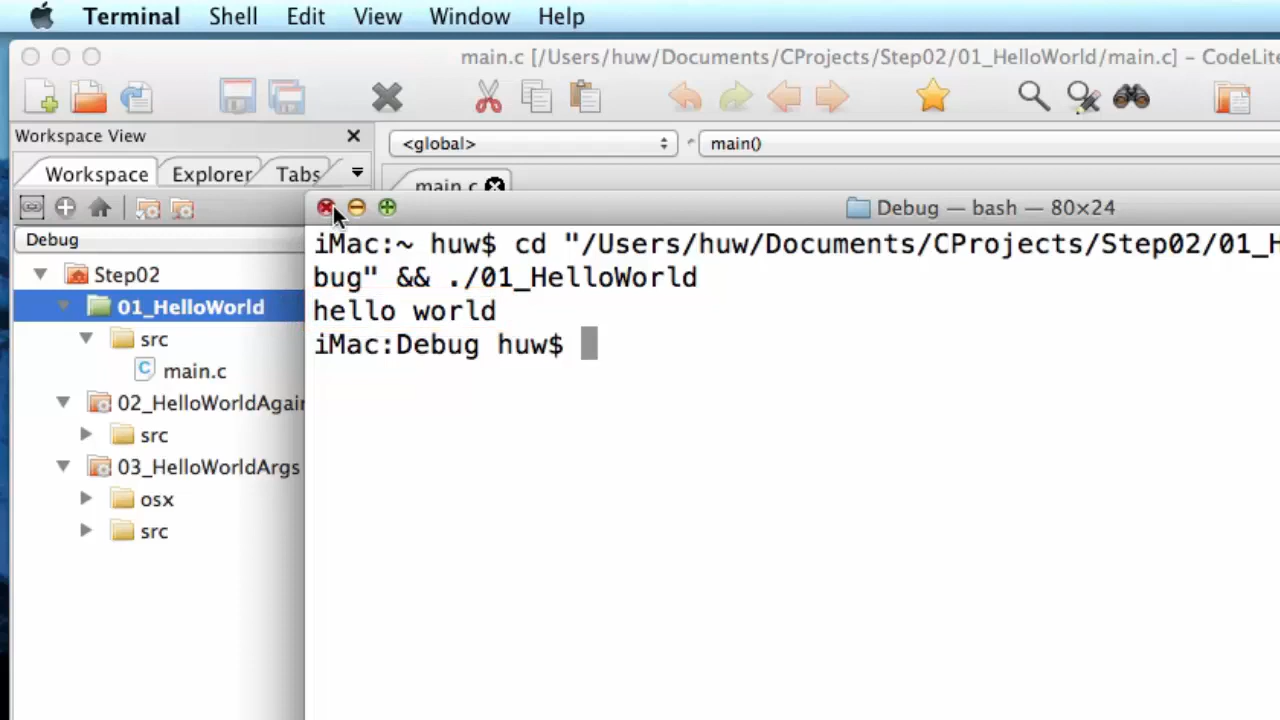 Terminal Shell Edit View Window Help
main.c [/Users/huw/Documents/CProjects/Step02/01_HelloWorld/main.c] – CodeLite
Workspace View
<global> main()
Workspace Explorer Tabs
main.c
Debug — bash — 80×24
Debug
iMac:~ huw$ cd "/Users/huw/Documents/CProjects/Step02/01_H
bug" && ./01_HelloWorld
hello world
iMac:Debug huw$
Step02
01_HelloWorld
src
main.c
02_HelloWorldAgain
src
03_HelloWorldArgs
osx
src